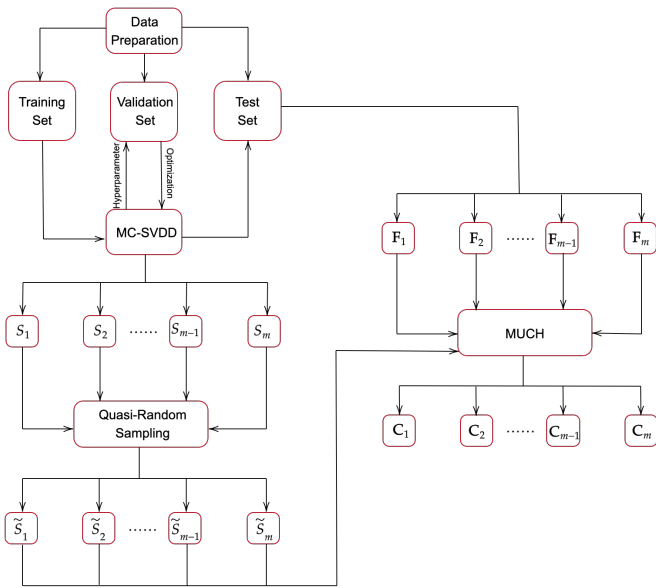 Data
Preparation
Training
Set
Validation
Set
Test
Set
Hyperparameter
Optimization
MC-SVDD
F₁
F₂
......
Fₘ₋₁
Fₘ
S₁
S₂
......
Sₘ₋₁
Sₘ
MUCH
Quasi-Random
Sampling
C₁
C₂
......
Cₘ₋₁
Cₘ
S̃₁
S̃₂
......
S̃ₘ₋₁
S̃ₘ